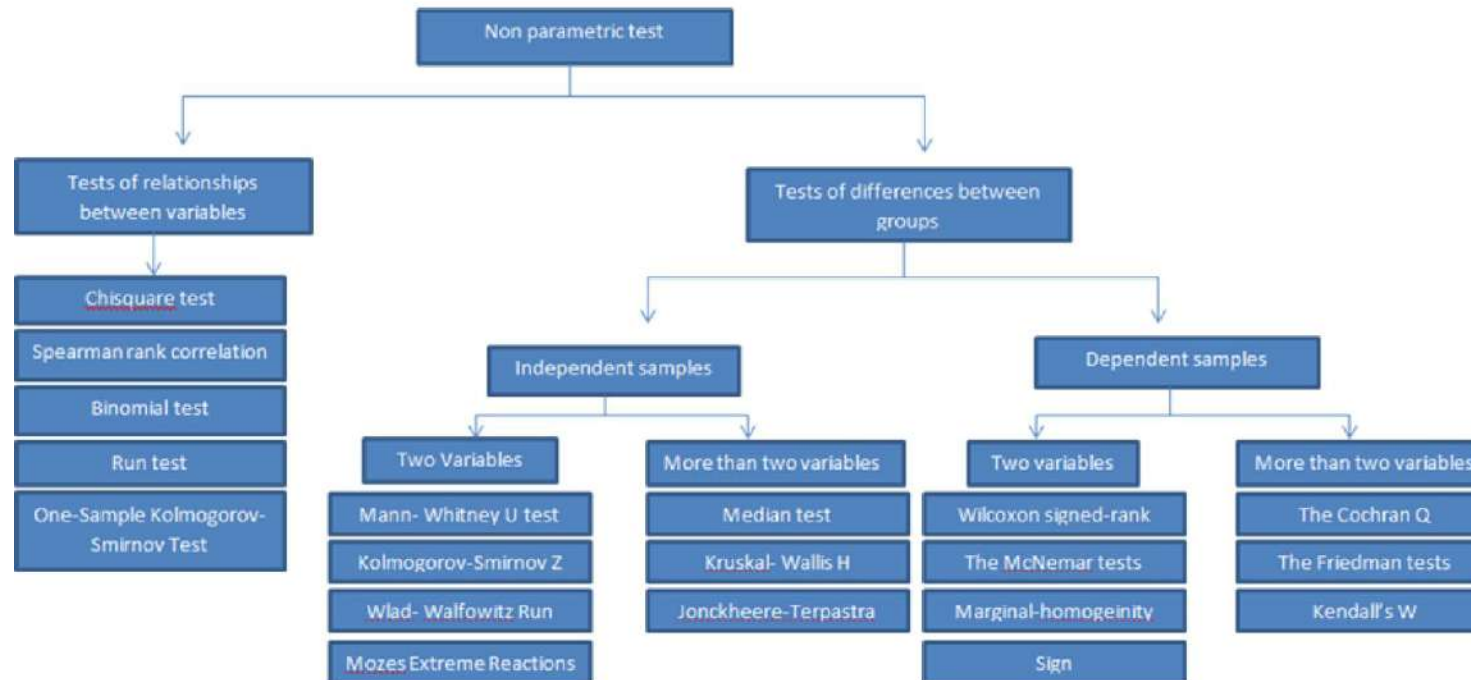 Non parametric test
Tests of relationships
between variables
Chisquare test
Spearman rank correlation
Binomial test
Run test
One-Sample Kolmogorov-
Smirnov Test
Tests of differences between
groups
Independent samples
Two Variables
Mann- Whitney U test
Kolmogorov-Smirnov Z
Wlad- Walfowitz Run
Mozes Extreme Reactions
More than two variables
Median test
Kruskal- Wallis H
Jonckheere-Terpastra
Dependent samples
Two variables
Wilcoxon signed-rank
The McNemar tests
Marginal-homogeinity
Sign
More than two variables
The Cochran Q
The Friedman tests
Kendall's W